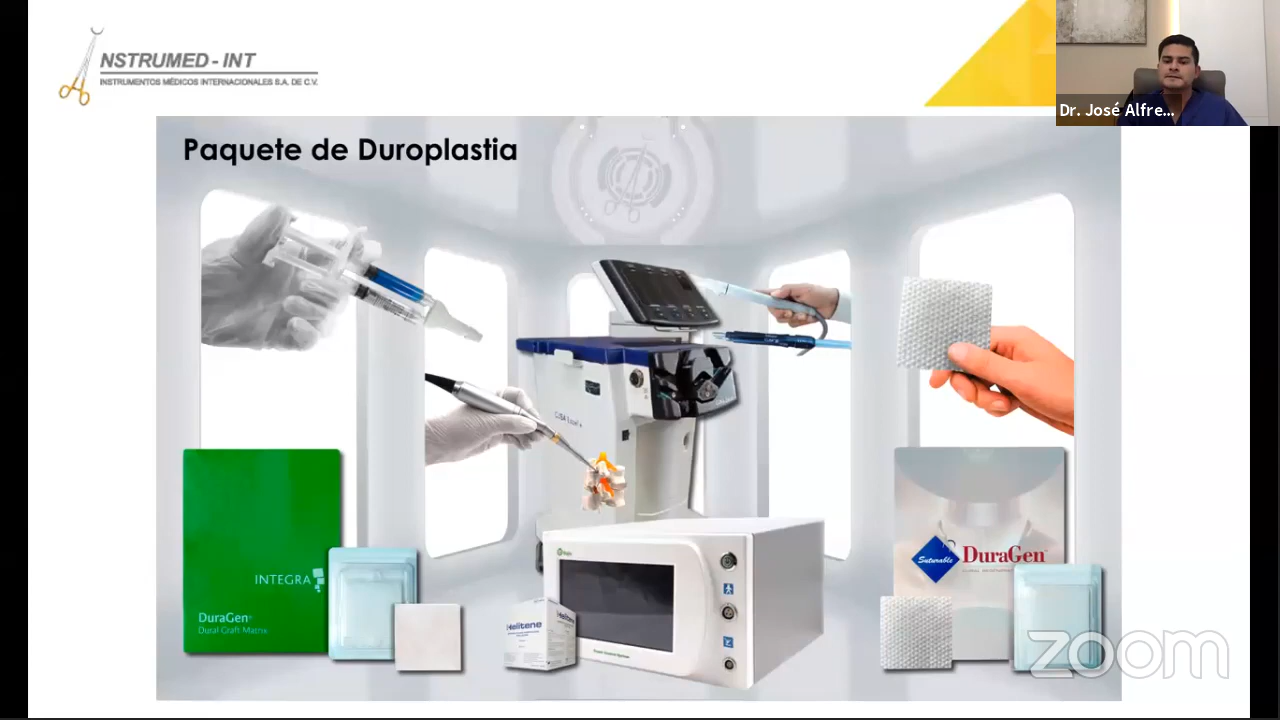 NSTRUMED - INT
INSTRUMENTOS MÉDICOS INTERNACIONALES S.A. DE C.V.
Dr. José Alfre...
Paquete de Duroplastia
INTEGRA
DuraGen
Dural Graft Matrix
Helitene
Suturable
DuraGen
zoom